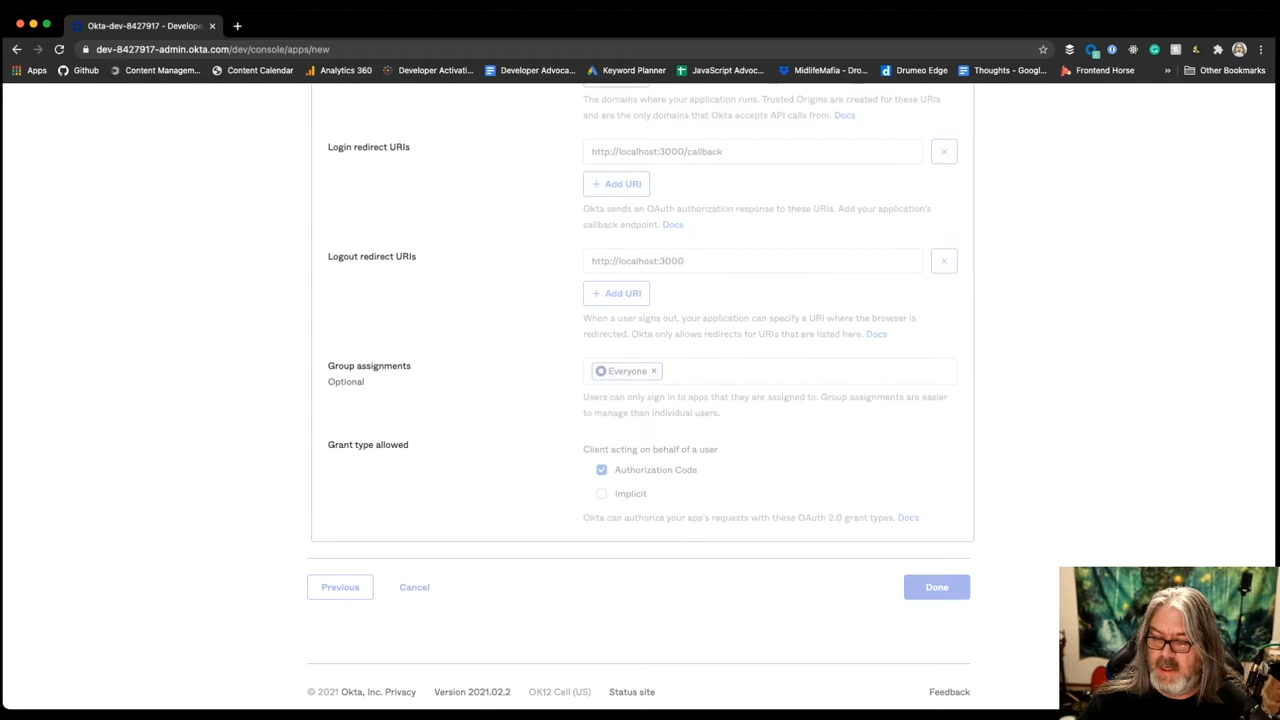 Okta-dev-8427917 - Develope
dev-8427917-admin.okta.com/dev/console/apps/new
Apps
Github
Content Managem...
Content Calendar
Analytics 360
Developer Activati...
Developer Advoca...
Keyword Planner
JavaScript Advoc...
MidlifeMafia - Dro...
Drumeo Edge
Thoughts - Googl...
Frontend Horse
»
Other Bookmarks
The domains where your application runs. Trusted Origins are created for these URIs
and are the only domains that Okta accepts API calls from. Docs
Login redirect URIs
http://localhost:3000/callback
+ Add URI
Okta sends an OAuth authorization response to these URIs. Add your application's
callback endpoint. Docs
Logout redirect URIs
http://localhost:3000
+ Add URI
When a user signs out, your application can specify a URI where the browser is
redirected. Okta only allows redirects for URIs that are listed here. Docs
Group assignments
Optional
Everyone
Users can only sign in to apps that they are assigned to. Group assignments are easier
to manage than individual users.
Grant type allowed
Client acting on behalf of a user
Authorization Code
Implicit
Okta can authorize your app's requests with these OAuth 2.0 grant types. Docs
Previous
Cancel
Done
© 2021 Okta, Inc. Privacy
Version 2021.02.2
OK12 Cell (US)
Status site
Feedback